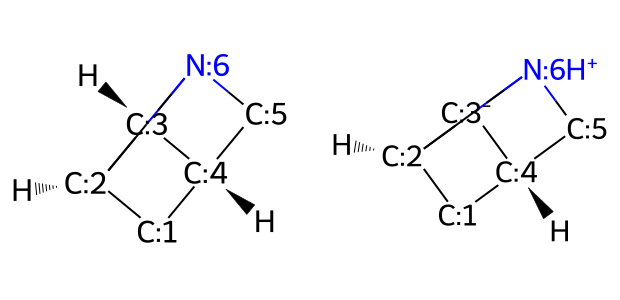 H N:6
C:3 C:5
H C:2 C:4
C:1 H
N:6H⁺
C:3⁻
H C:2 C:5
C:4
C:1 H